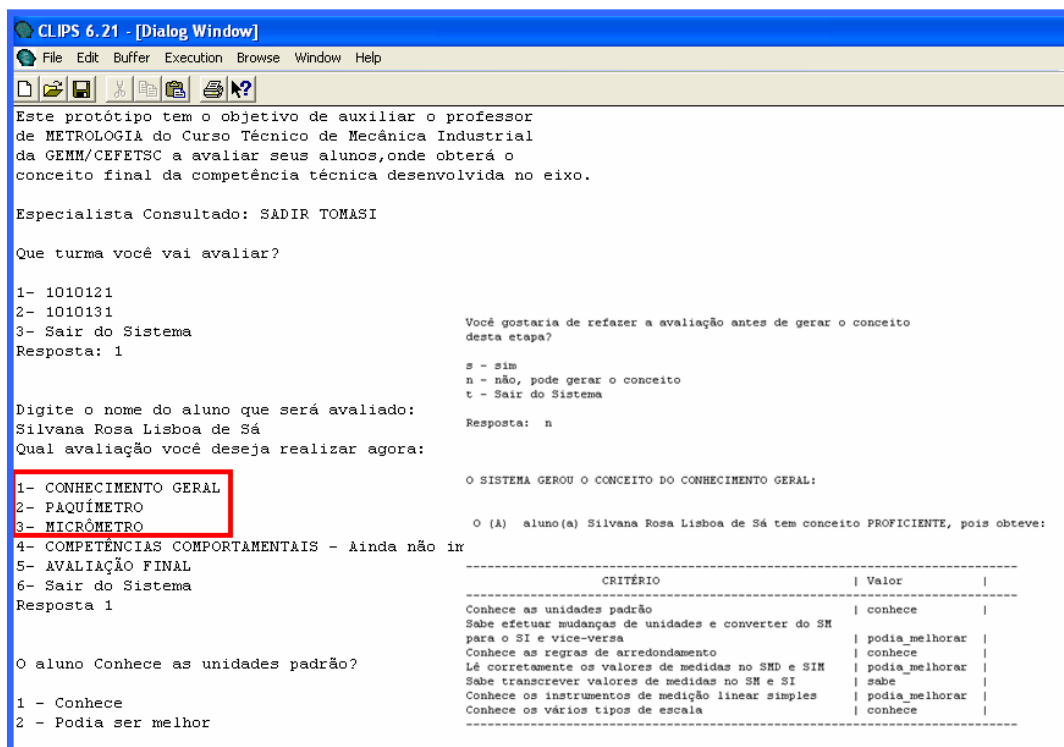 CLIPS 6.21 - [Dialog Window]
File Edit Buffer Execution Browse Window Help
Este protótipo tem o objetivo de auxiliar o professor
de METROLOGIA do Curso Técnico de Mecânica Industrial
da GEMM/CEFETSC a avaliar seus alunos,onde obterá o
conceito final da competência técnica desenvolvida no eixo.
Especialista Consultado: SADIR TOMASI
Que turma você vai avaliar?
1- 1010121
2- 1010131
3- Sair do Sistema
Resposta: 1
Digite o nome do aluno que será avaliado:
Silvana Rosa Lisboa de Sá
Qual avaliação você deseja realizar agora:
1- CONHECIMENTO GERAL
2- PAQUÍMETRO
3- MICRÔMETRO
4- COMPETÊNCIAS COMPORTAMENTAIS - Ainda não
5- AVALIAÇÃO FINAL
6- Sair do Sistema
Resposta 1
O aluno Conhece as unidades padrão?
1 - Conhece
2 - Podia ser melhor
Você gostaria de refazer a avaliação antes de gerar o conceito
desta etapa?
s - sim
n - não, pode gerar o conceito
t - Sair do Sistema
Resposta: n
O SISTEMA GEROU O CONCEITO DO CONHECIMENTO GERAL:
O (A) aluno(a) Silvana Rosa Lisboa de Sá tem conceito PROFICIENTE, pois obteve:
CRITÉRIO | Valor |
Conhece as unidades padrão | conhece |
Sabe efetuar mudanças de unidades e converter do SM
para o SI e vice-versa | podia_melhorar |
Conhece as regras de arredondamento | conhece |
Lê corretamente os valores de medidas no SMD e SIM | podia_melhorar |
Sabe transcrever valores de medidas no SM e SI | sabe |
Conhece os instrumentos de medição linear simples | podia_melhorar |
Conhece os vários tipos de escala | conhece |